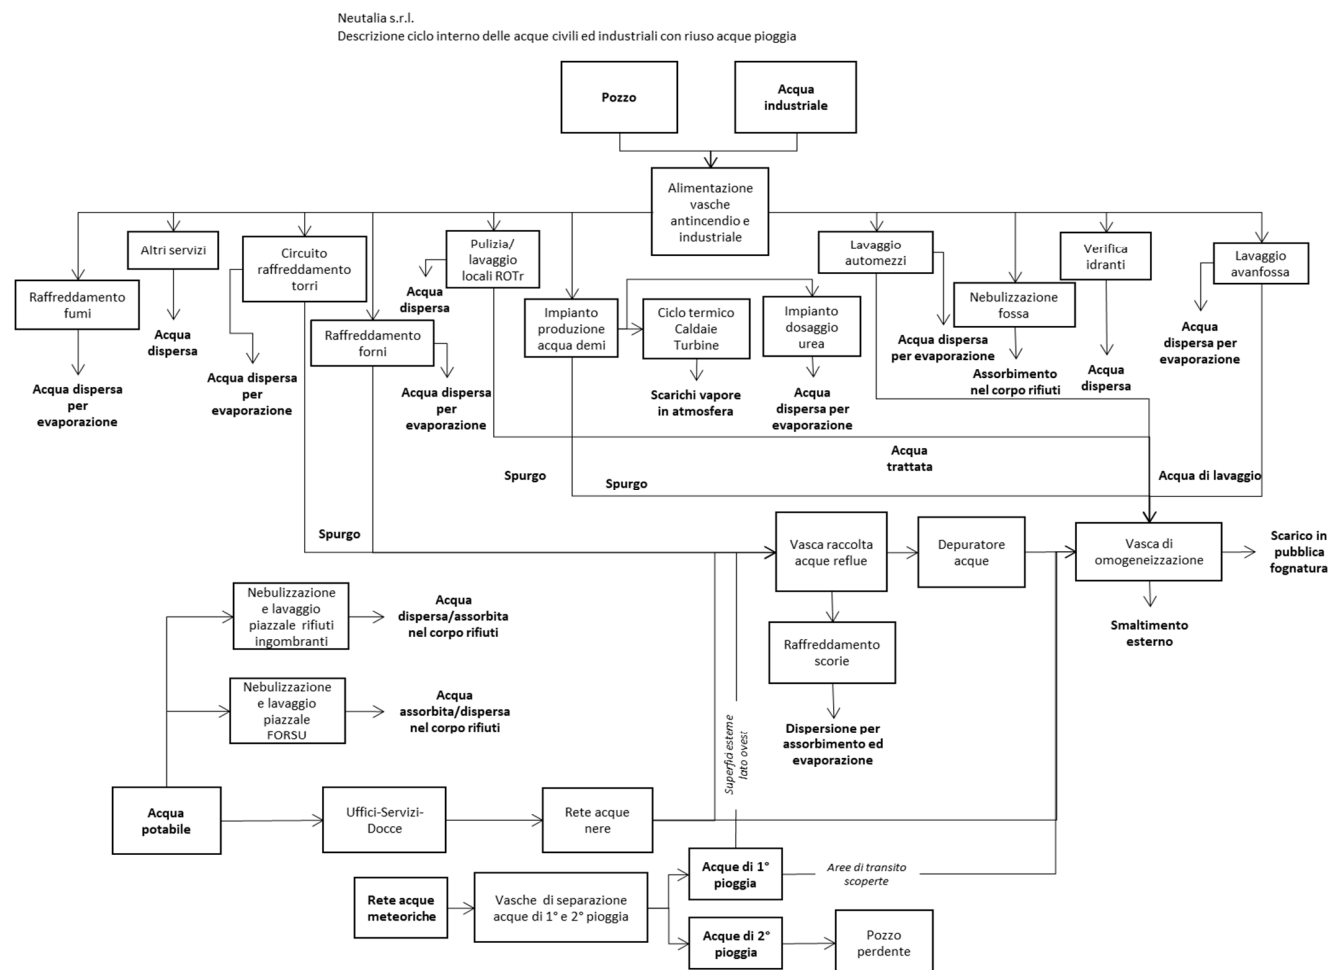 Neutalia s.r.l.
Descrizione ciclo interno delle acque civili ed industriali con riuso acque pioggia
Pozzo
Acqua
industriale
Alimentazione
vasche
antincendio e
industriale
Altri servizi
Circuito
raffreddamento
torri
Pulizia/
lavaggio
locali ROTr
Lavaggio
automezzi
Verifica
idranti
Lavaggio
avanfossa
Raffreddamento
fumi
Acqua
dispersa
Raffreddamento
forni
Acqua
dispersa
Impianto
produzione
acqua demi
Ciclo termico
Caldaie
Turbine
Impianto
dosaggio
urea
Nebulizzazione
fossa
Acqua dispersa
per evaporazione
Acqua
dispersa per
evaporazione
Acqua dispersa
per
evaporazione
Acqua dispersa
per
evaporazione
Acqua dispersa
per
evaporazione
Scarichi vapore
in atmosfera
Acqua
dispersa per
evaporazione
Assorbimento
nel corpo rifiuti
Acqua
dispersa
Acqua
trattata
Spurgo
Spurgo
Acqua di lavaggio
Spurgo
Vasca raccolta
acque reflue
Depuratore
acque
Vasca di
omogeneizzazione
Scarico in
pubblica
fognatura
Nebulizzazione
e lavaggio
piazzale rifiuti
ingombranti
Acqua
dispersa/assorbita
nel corpo rifiuti
Raffreddamento
scorie
Smaltimento
esterno
Nebulizzazione
e lavaggio
piazzale
FORSU
Acqua
assorbita/dispersa
nel corpo rifiuti
Superfici esterne
lato ovest
Dispersione per
assorbimento ed
evaporazione
Acqua
potabile
Uffici-Servizi-
Docce
Rete acque
nere
Rete acque
meteoriche
Vasche di separazione
acque di 1° e 2° pioggia
Acque di 1°
pioggia
Aree di transito
scoperte
Acque di 2°
pioggia
Pozzo
perdente